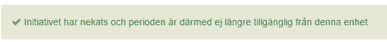 Initiativet har nekats och perioden är därmed ej längre tillgänglig från denna enhet